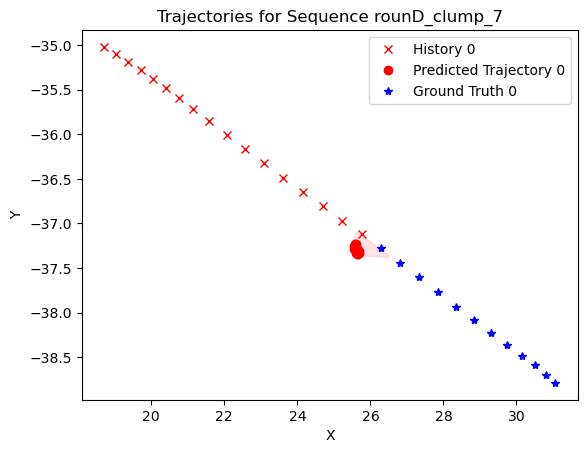 Trajectories for Sequence rounD_clump_7
History 0
Predicted Trajectory 0
Ground Truth 0
−35.0
−35.5
−36.0
−36.5
−37.0
−37.5
−38.0
−38.5
Y
20 22 24 26 28 30
X